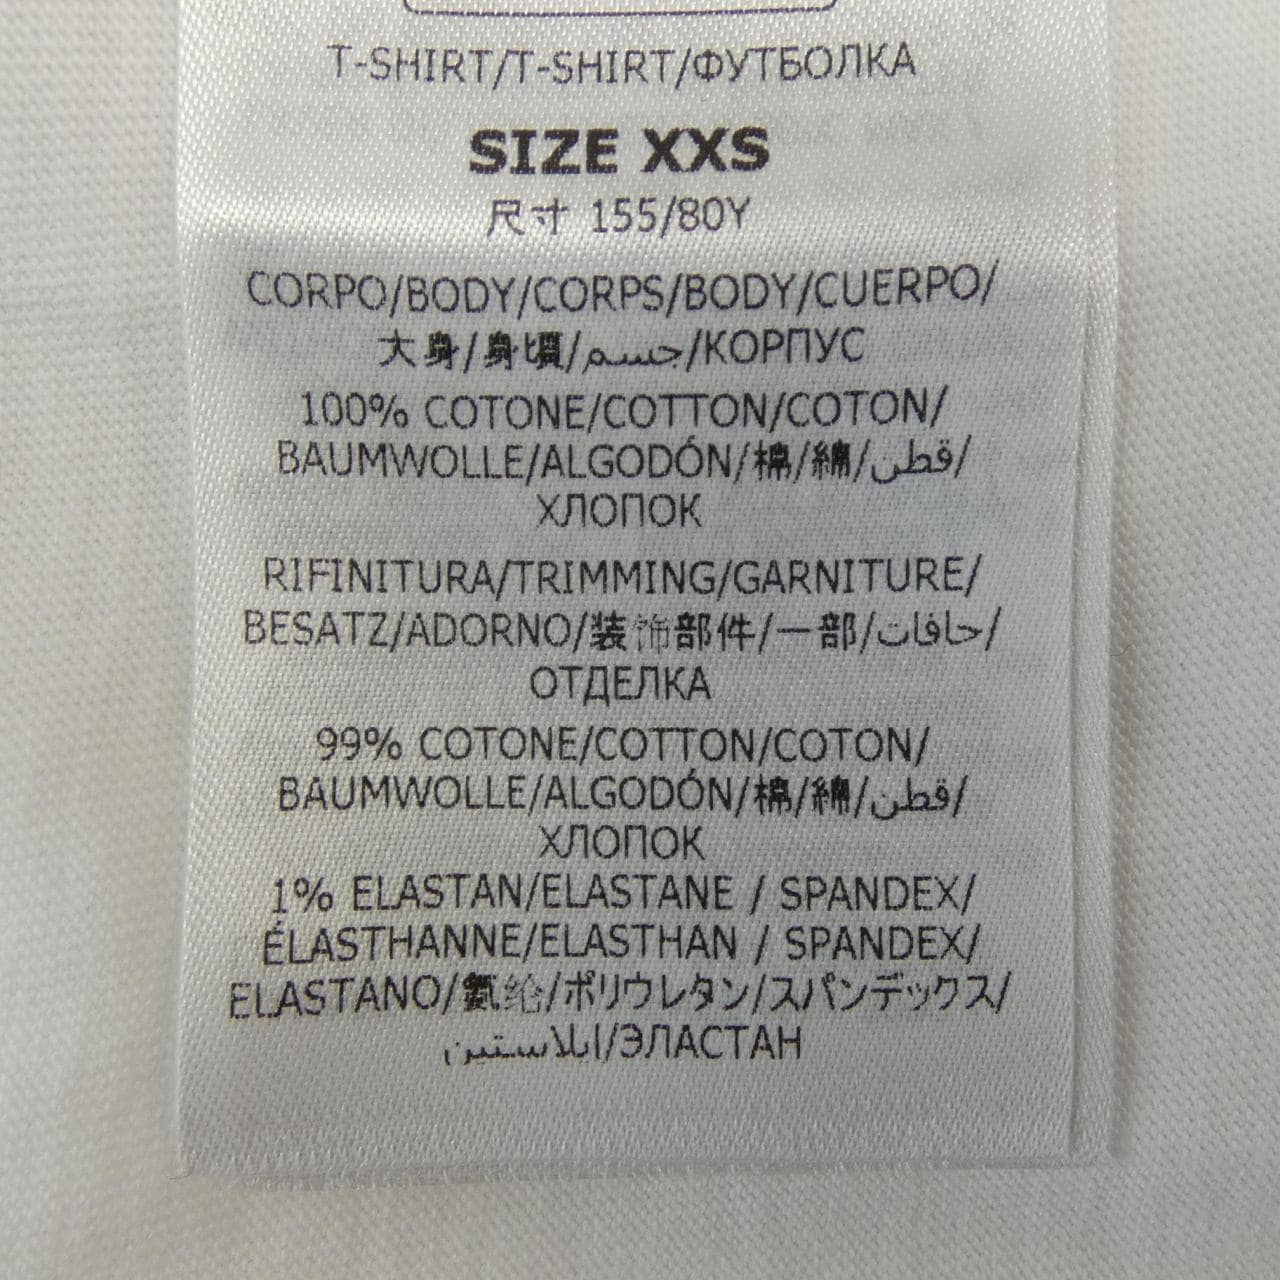 T-SHIRT/T-SHIRT/ФУТБОЛКА
SIZE XXS
尺寸 155/80Y
CORPO/BODY/CORPS/BODY/CUERPO/
大身/身頃/جسم/КОРПУС
100% COTONE/COTTON/COTON/
BAUMWOLLE/ALGODÓN/棉/綿/قطن/
ХЛОПОК
RIFINITURA/TRIMMING/GARNITURE/
BESATZ/ADORNO/装饰部件/一部/حافات/
ОТДЕЛКА
99% COTONE/COTTON/COTON/
BAUMWOLLE/ALGODÓN/棉/綿/قطن/
ХЛОПОК
1% ELASTAN/ELASTANE / SPANDEX/
ÉLASTHANNE/ELASTHAN / SPANDEX/
ELASTANO/氨纶/ポリウレタン/スパンデックス/
ايلاستين/ЭЛАСТАН